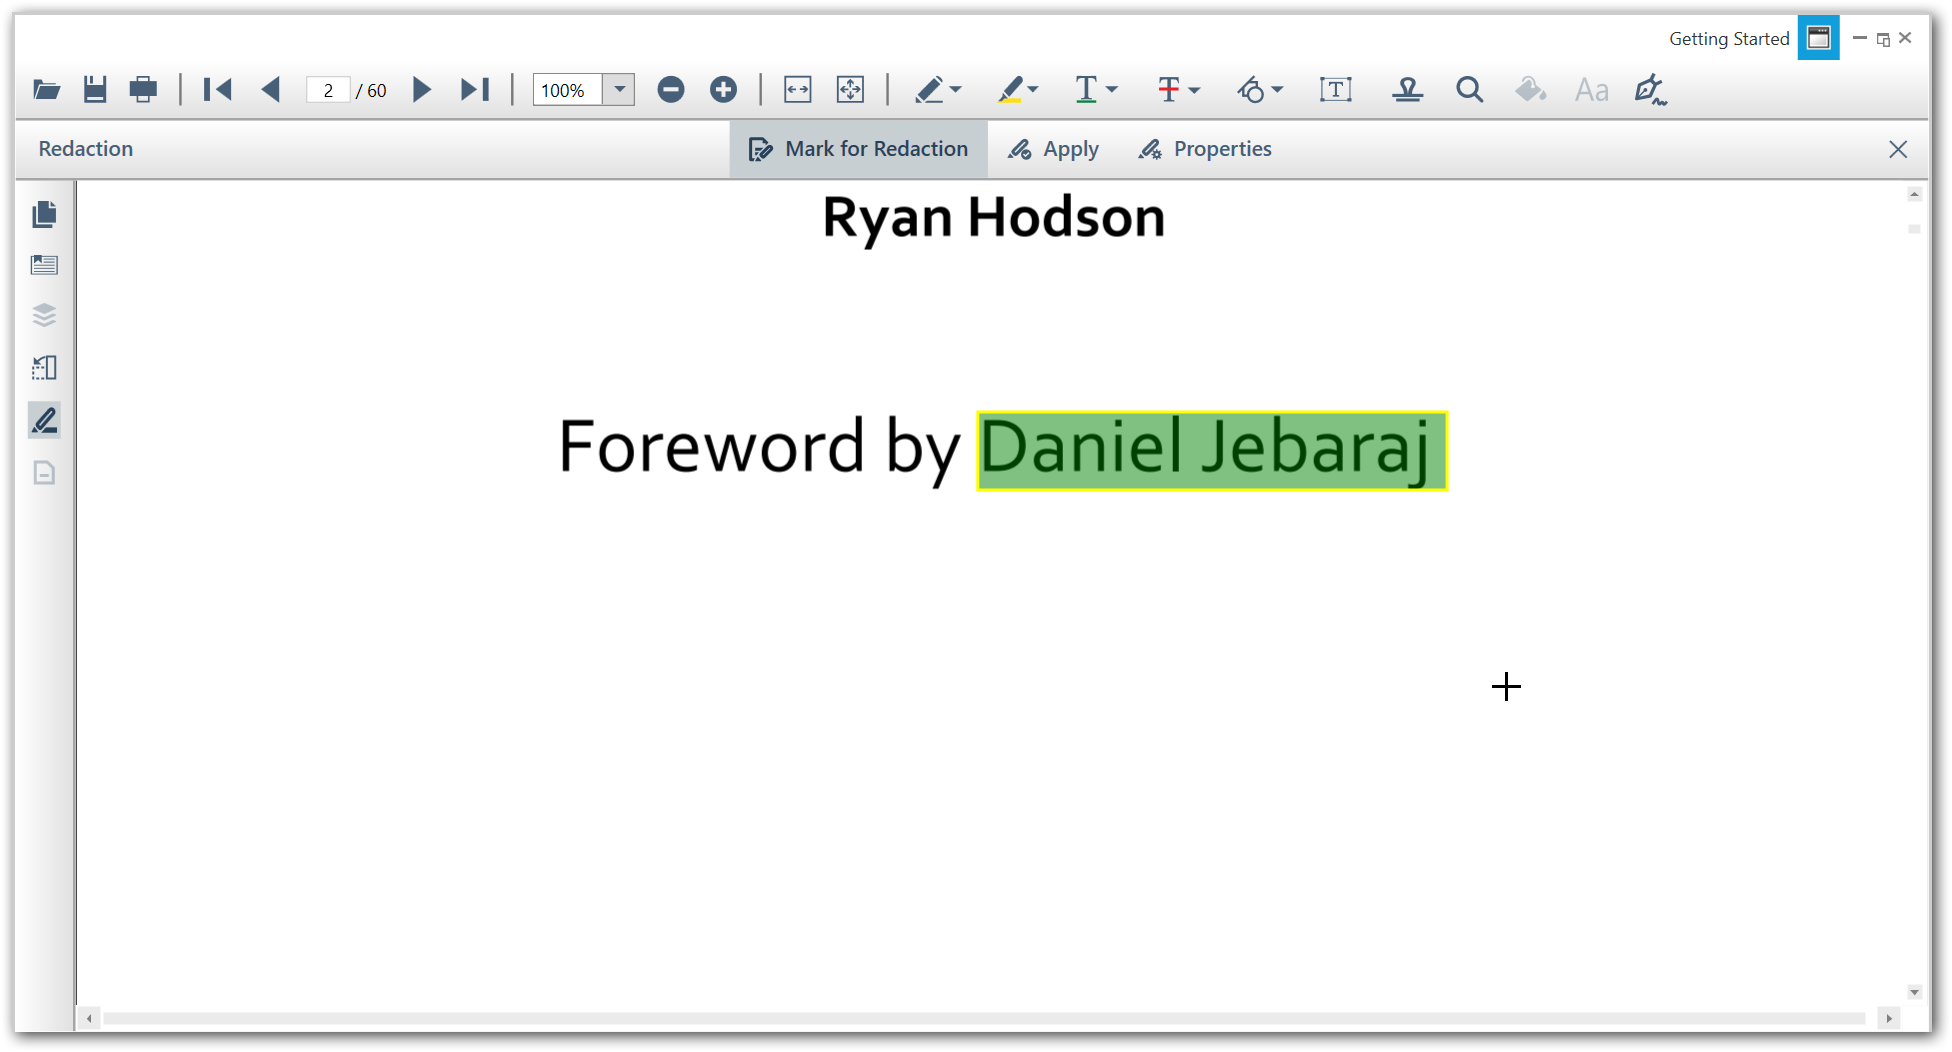 Getting Started
2 / 60 100% T T T Aa
Redaction Mark for Redaction Apply Properties
Ryan Hodson
Foreword by Daniel Jebaraj